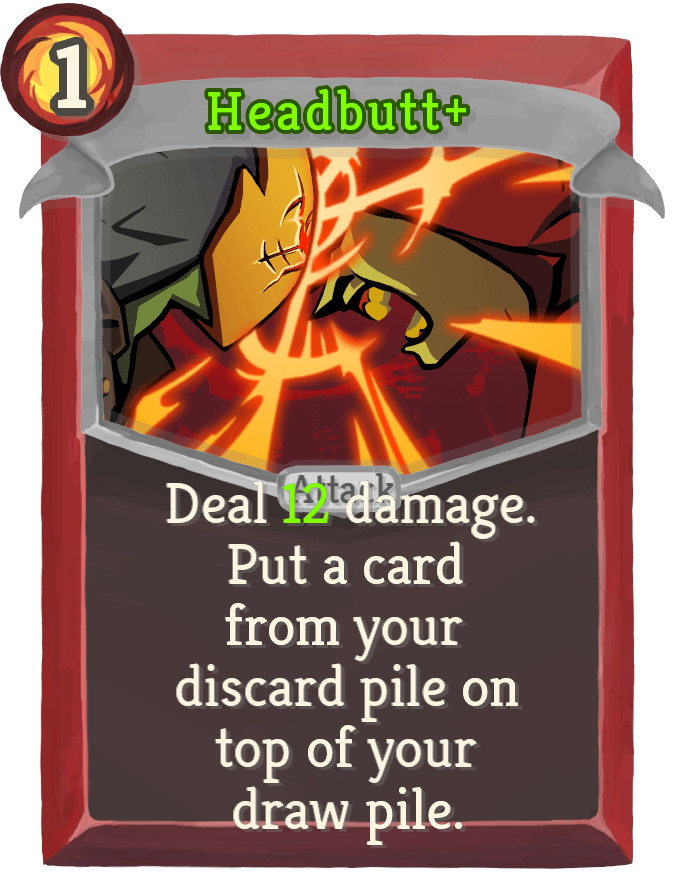 1
Headbutt+
Attack
Deal 12 damage.
Put a card
from your
discard pile on
top of your
draw pile.